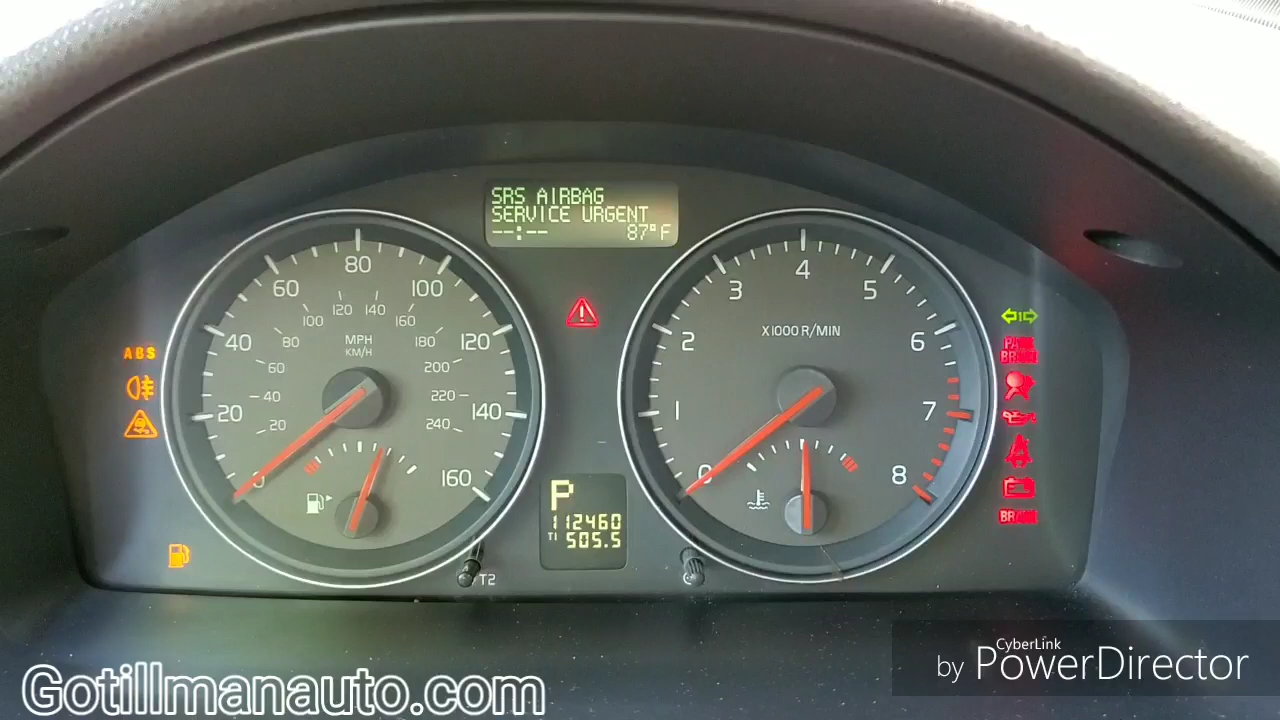 SRS AIRBAG
SERVICE URGENT
--:-- 87°F
0 20 40 60 80 100 120 140 160
20 40 60 80 100 120 140 160 180 200 220 240
MPH
KM/H
0 1 2 3 4 5 6 7 8
X1000 R/MIN
ABS
PARK
BRAKE
BRAKE
P
112460
T1 505.5
T2
Gotillmanauto.com
CyberLink
by PowerDirector